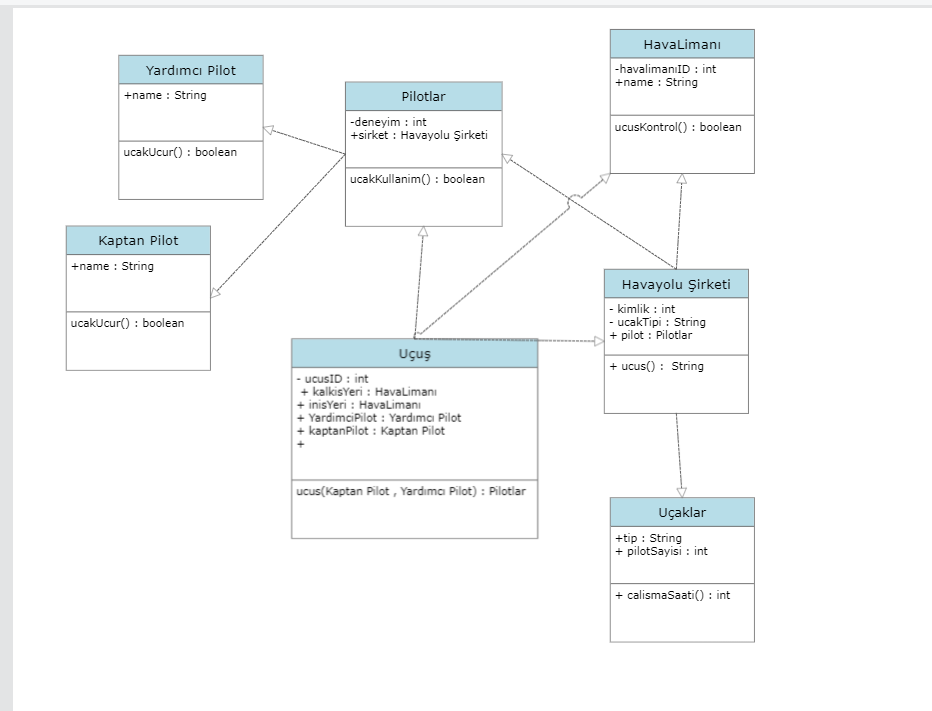 HavaLimanı
-havalimanıID : int
+name : String
ucusKontrol() : boolean
Yardımcı Pilot
+name : String
ucakUcur() : boolean
Pilotlar
-deneyim : int
+sirket : Havayolu Şirketi
ucakKullanim() : boolean
Kaptan Pilot
+name : String
ucakUcur() : boolean
Havayolu Şirketi
- kimlik : int
- ucakTipi : String
+ pilot : Pilotlar
+ ucus() : String
Uçuş
- ucusID : int
+ kalkisYeri : HavaLimanı
+ inisYeri : HavaLimanı
+ YardimciPilot : Yardımcı Pilot
+ kaptanPilot : Kaptan Pilot
+
ucus(Kaptan Pilot , Yardımcı Pilot) : Pilotlar
Uçaklar
+tip : String
+ pilotSayisi : int
+ calismaSaati() : int